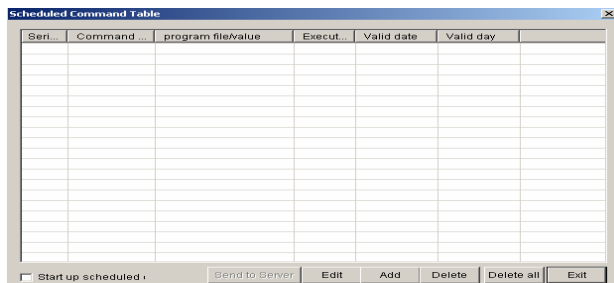 Scheduled Command Table
Seri... Command ... program file/value Execut... Valid date Valid day
Start up scheduled Send to Server Edit Add Delete Delete all Exit